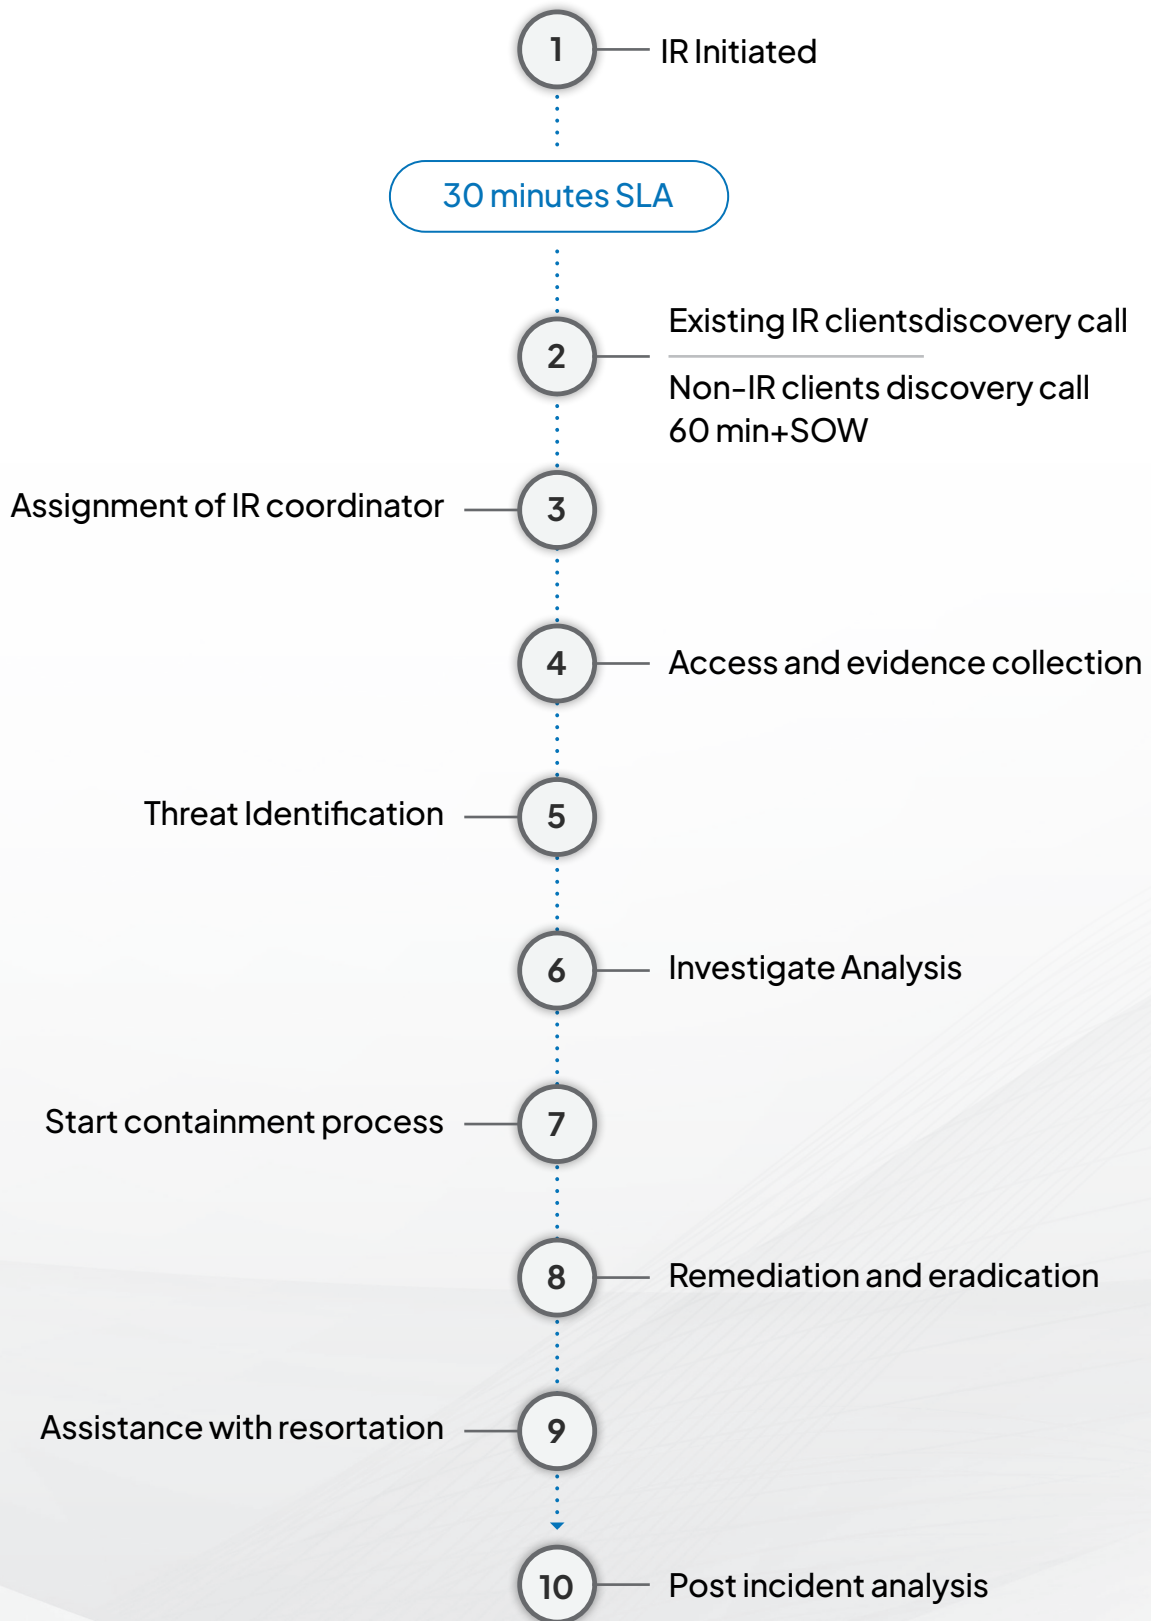 1
IR Initiated
30 minutes SLA
2
Existing IR clientsdiscovery call
Non-IR clients discovery call
60 min+SOW
Assignment of IR coordinator
3
4
Access and evidence collection
Threat Identification
5
6
Investigate Analysis
Start containment process
7
8
Remediation and eradication
Assistance with resortation
9
10
Post incident analysis